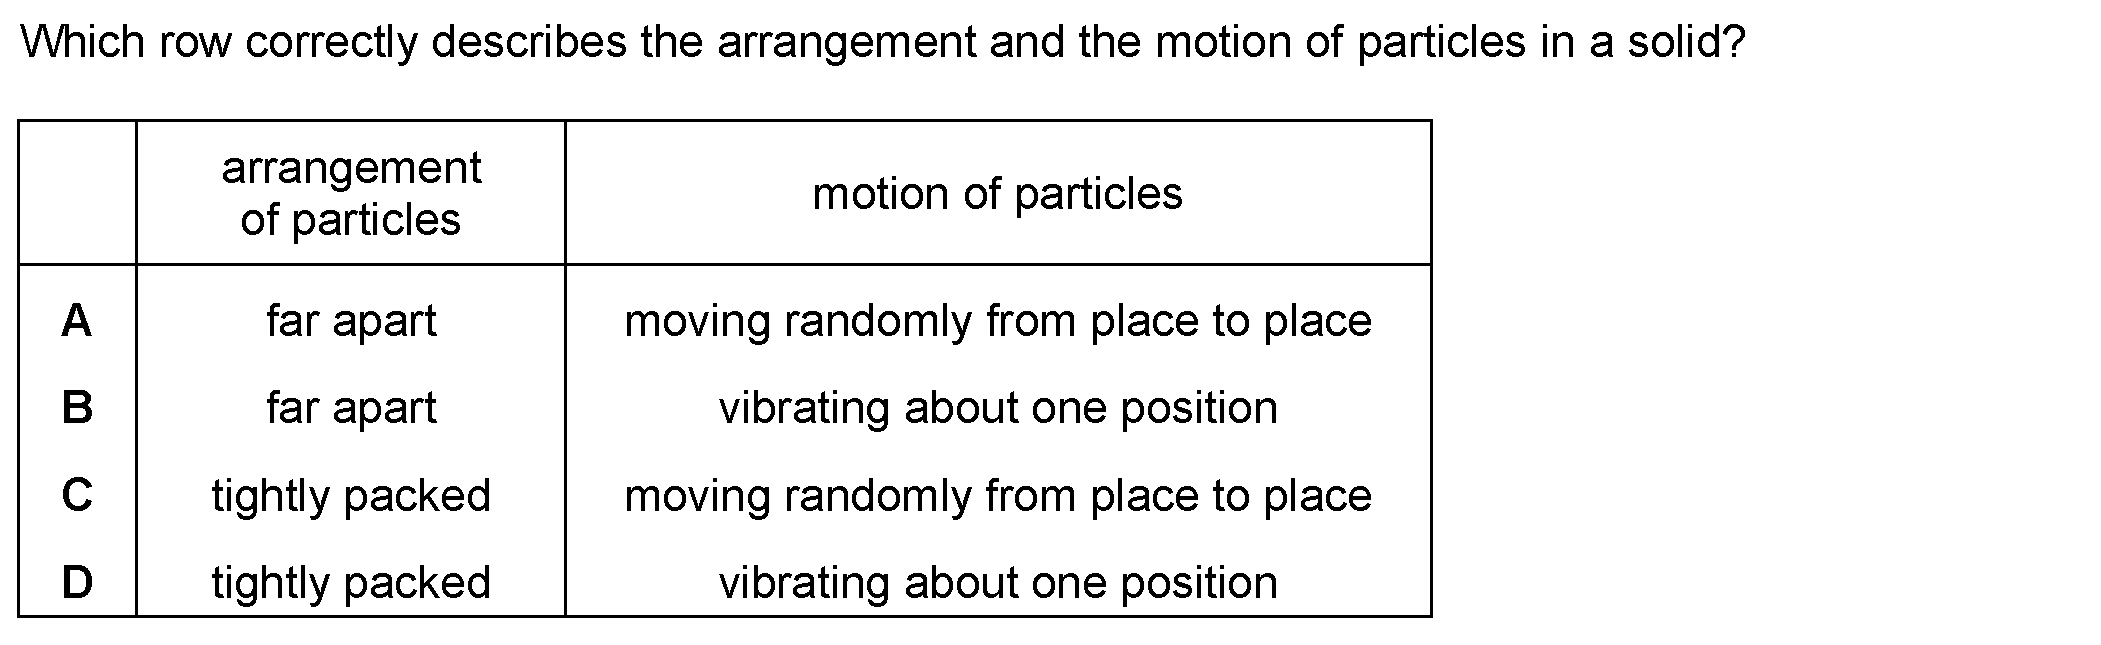 Which row correctly describes the arrangement and the motion of particles in a solid?
arrangement
of particles
motion of particles
A far apart moving randomly from place to place
B far apart vibrating about one position
C tightly packed moving randomly from place to place
D tightly packed vibrating about one position